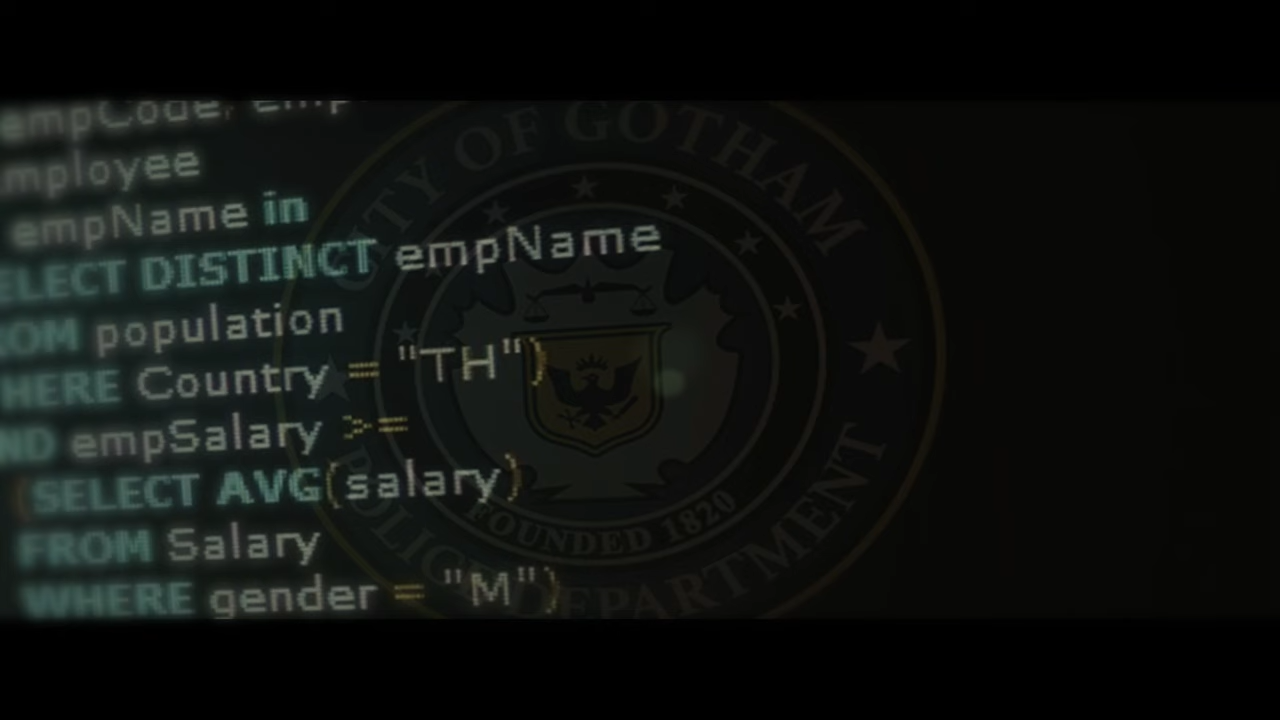 empCode, emp
mployee
empName in
ELECT DISTINCT empName
ROM population
HERE Country = "TH")
ND empSalary >=
(SELECT AVG(salary)
FROM Salary
WHERE gender = "M")
CITY OF GOTHAM
FOUNDED 1820
POLICE DEPARTMENT